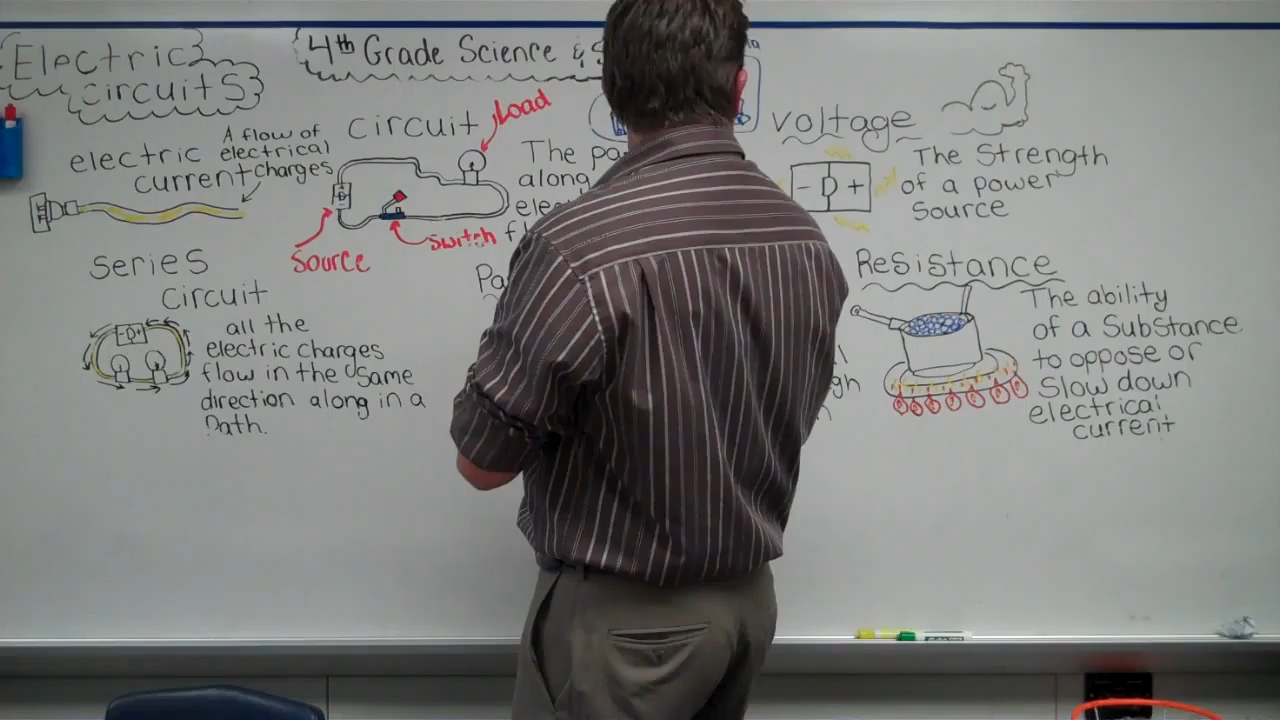 Electric
circuits
4th Grade Science &
electric
current
A flow of
electrical
charges
circuit
Load
Source
Switch
The
along
voltage
- D +
The Strength
of a power
Source
series
circuit
D+
all the
electric charges
flow in the same
direction along in a
path.
Resistance
The ability
of a Substance
to oppose or
Slow down
electrical
current